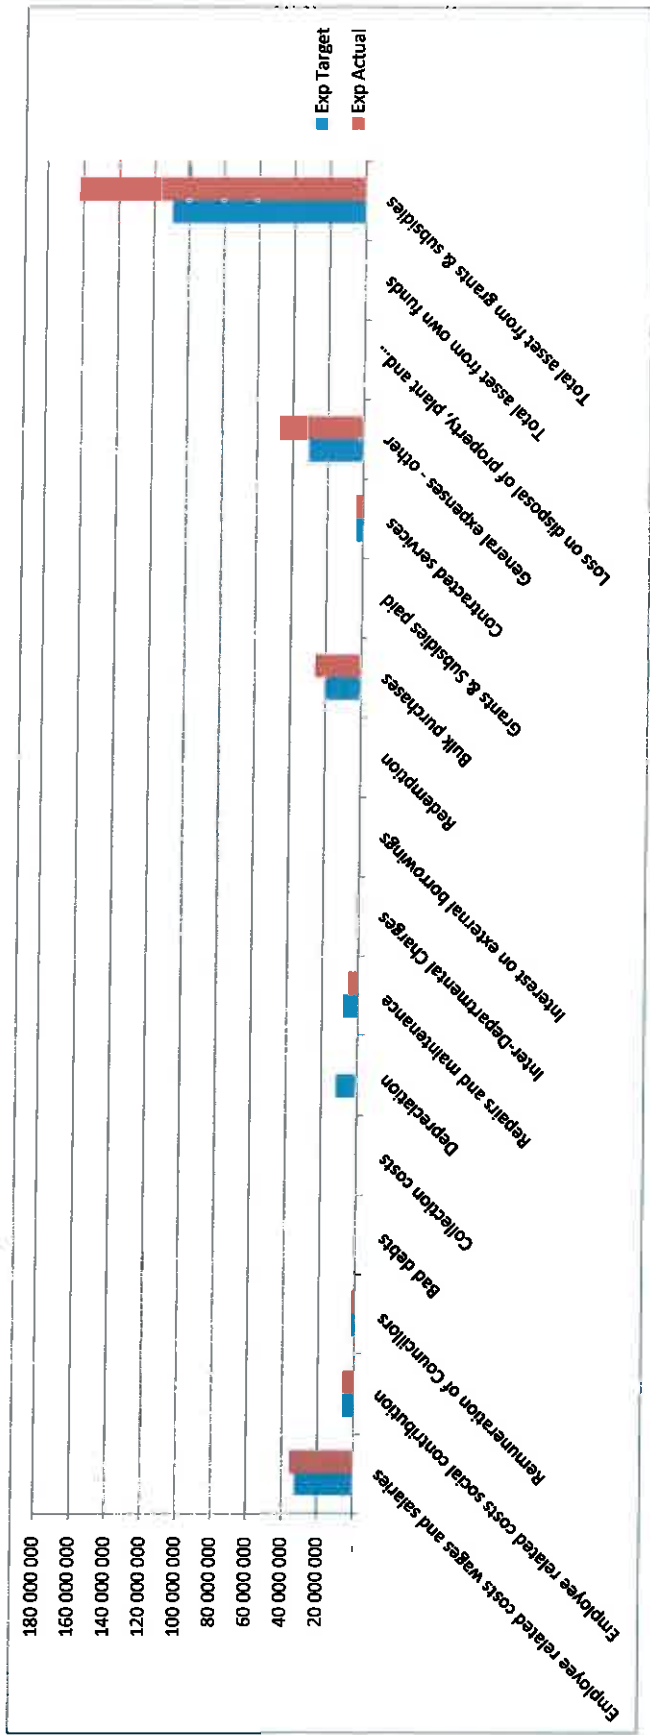 180 000 000
160 000 000
140 000 000
120 000 000
100 000 000
80 000 000
60 000 000
40 000 000
20 000 000
-
Employee related costs wages and salaries
Employee related costs social contribution
Remuneration of Councillors
Bad debts
Collection costs
Depreciation
Repairs and maintenance
Inter-Departmental Charges
Interest on external borrowings
Redemption
Bulk purchases
Grants & Subsidies paid
Contracted services
General expenses - other
Loss on disposal of property, plant and...
Total asset from own funds
Total asset from grants & subsidies
Exp Target
Exp Actual